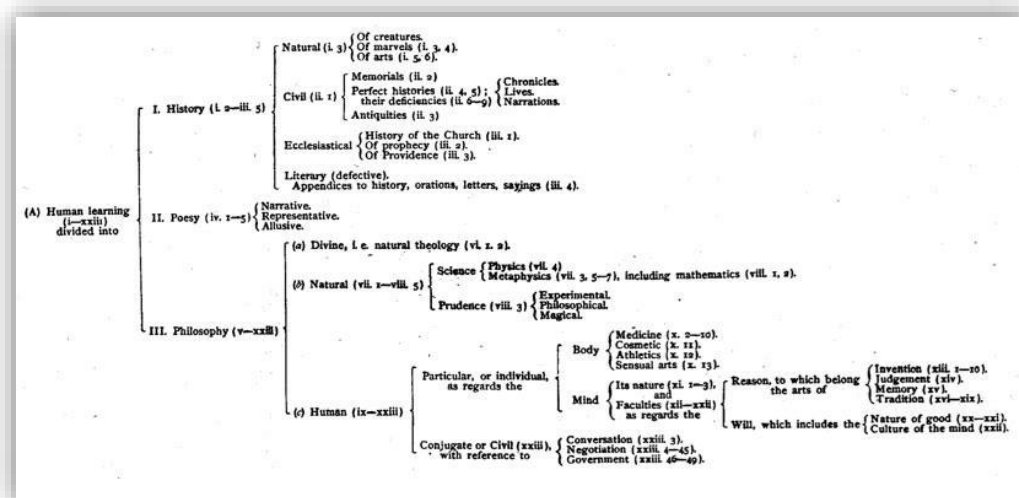 Of creatures.
Natural (i. 3) Of marvels (i. 3, 4).
Of arts (i. 5, 6).
Memorials (ii. 2)
Civil (ii. 1) Perfect histories (ii. 4, 5); Chronicles.
their deficiencies (ii. 6—9) Lives.
Narrations.
Antiquities (ii. 3)
I. History (i. 2—iii. 5)
History of the Church (iii. 1).
Ecclesiastical Of prophecy (iii. 2).
Of Providence (iii. 3).
Literary (defective).
Appendices to history, orations, letters, sayings (iii. 4).
(A) Human learning
(i—xxiii)
divided into
Narrative.
II. Poesy (iv. 1—5) Representative.
Allusive.
(a) Divine, i. e. natural theology (vi. 1. 2).
Science Physics (vii. 4)
Metaphysics (vii. 3, 5—7), including mathematics (viii. 1, 2).
(b) Natural (vii. 1—viii. 5)
Experimental.
Prudence (viii. 3) Philosophical.
Magical.
III. Philosophy (v—xxiii)
Medicine (x. 2—10).
Body Cosmetic (x. 11).
Athletics (x. 12).
Sensual arts (x. 13).
Particular, or individual,
as regards the
Mind Its nature (xi. 1—3),
and
Faculties (xii—xxii)
as regards the
Reason, to which belong
the arts of
Invention (xiii. 1—10).
Judgement (xiv).
Memory (xv).
Tradition (xvi—xix).
Will, which includes the Nature of good (xx—xxi).
Culture of the mind (xxii).
(c) Human (ix—xxiii)
Conjugate or Civil (xxiii),
with reference to
Conversation (xxiii. 3).
Negotiation (xxiii. 4—45).
Government (xxiii. 46—49).